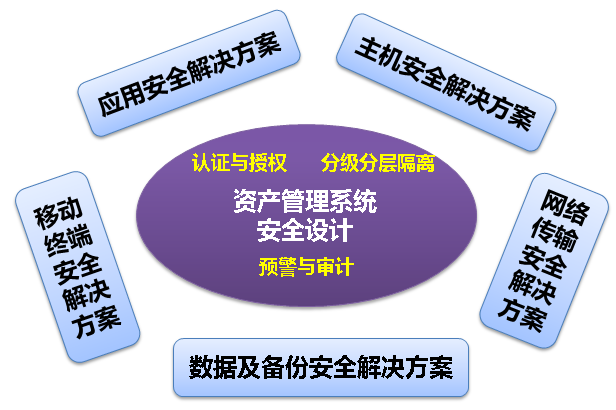 应用安全解决方案
主机安全解决方案
认证与授权
分级分层隔离
资产管理系统
安全设计
预警与审计
移动
终端
安全
解决
方案
网络
传输
安全
解决
方案
数据及备份安全解决方案